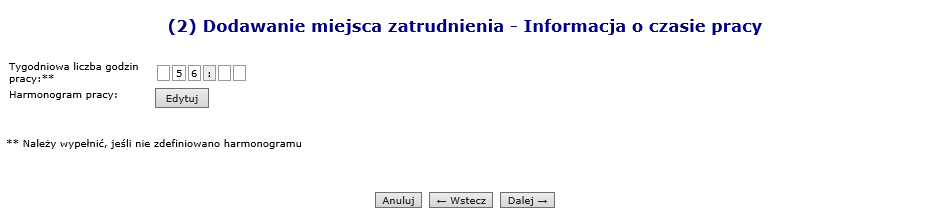 (2) Dodawanie miejsca zatrudnienia - Informacja o czasie pracy
Tygodniowa liczba godzin
pracy:** 56:
Harmonogram pracy: Edytuj
** Należy wypełnić, jeśli nie zdefiniowano harmonogramu
Anuluj ← Wstecz Dalej →